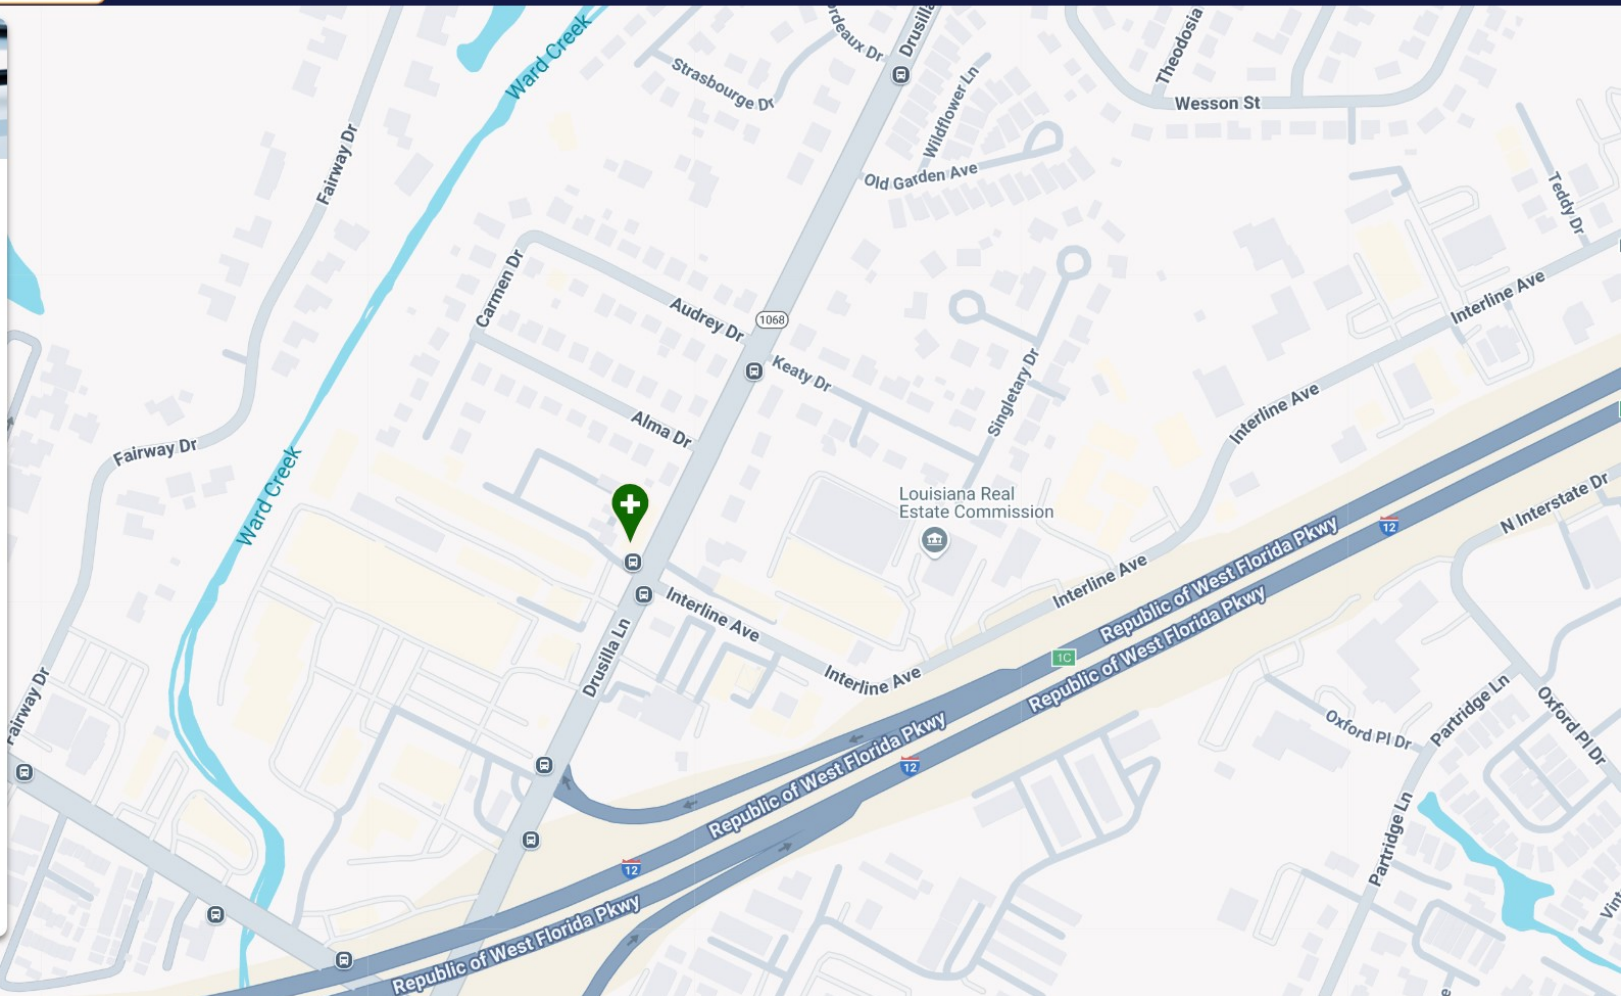 Ward Creek
Strasbourge Dr
Drusilla
Theodosia
Wesson St
Wildflower Ln
Fairway Dr
Old Garden Ave
Teddy Dr
Carmen Dr
Audrey Dr
1068
Interline Ave
Keaty Dr
Singletary Dr
Interline Ave
Alma Dr
Fairway Dr
Ward Creek
Louisiana Real
Estate Commission
N Interstate Dr
12
Republic of West Florida Pkwy
Interline Ave
Republic of West Florida Pkwy
Interline Ave
Drusilla Ln
1C
Interline Ave
Fairway Dr
Partridge Ln
Oxford Pl Dr
Oxford Pl Dr
Republic of West Florida Pkwy
12
Partridge Ln
12
Republic of West Florida Pkwy